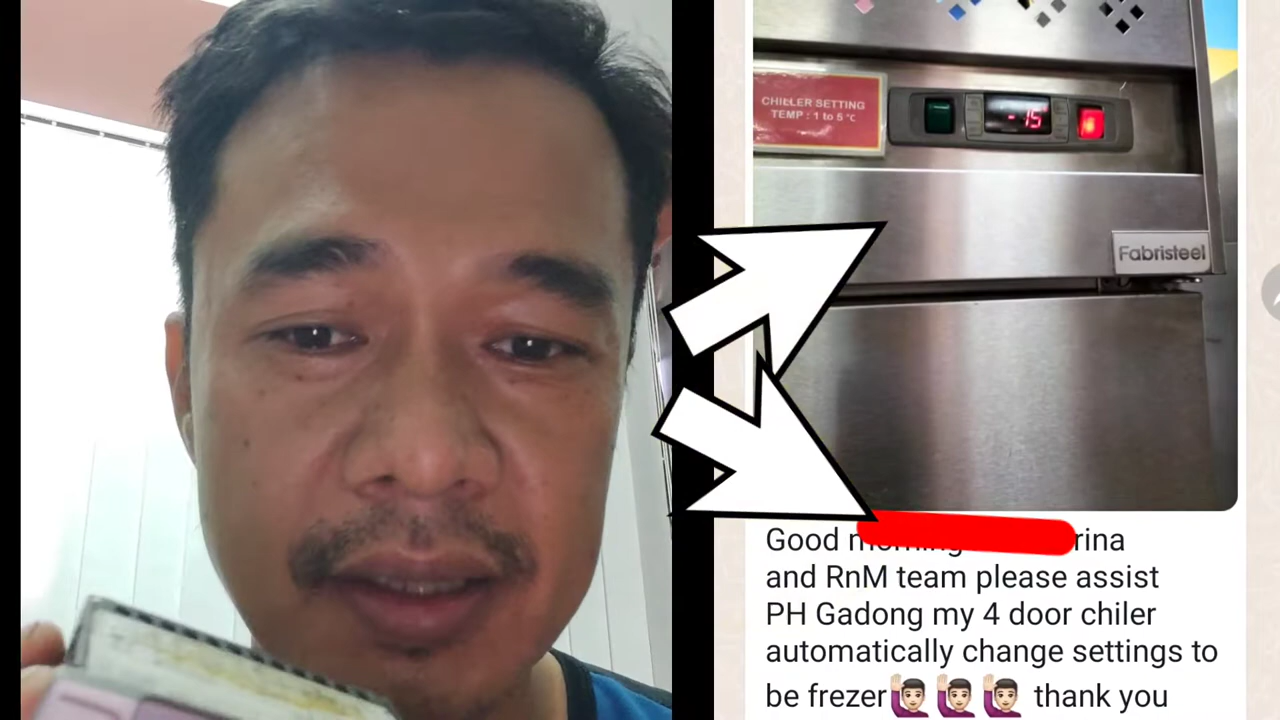 CHILLER SETTING
TEMP : 1 to 5 °C
-15
Fabristeel
Good morning rina
and RnM team please assist
PH Gadong my 4 door chiler
automatically change settings to
be frezer🙋🏻‍♂️🙋🏻‍♂️🙋🏻‍♂️ thank you